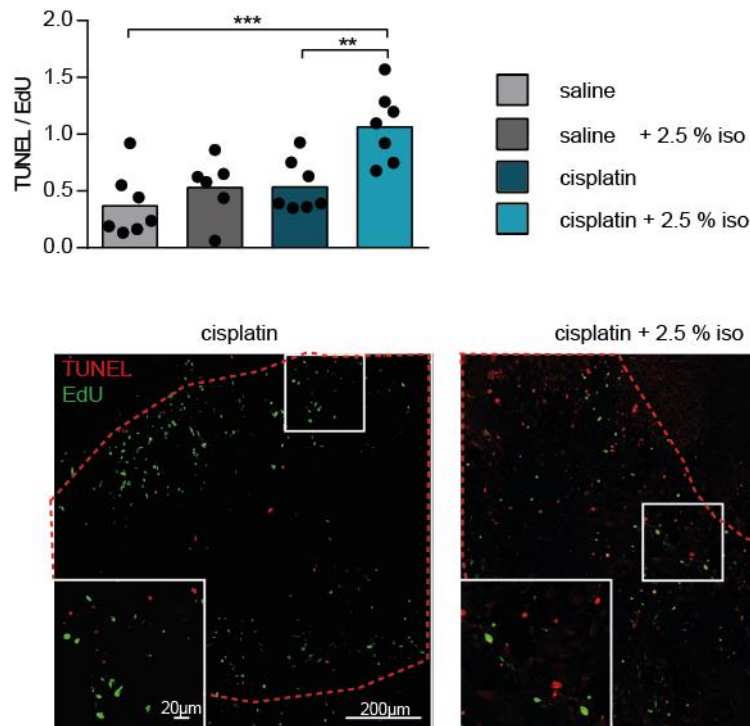 2.0
1.5
1.0
0.5
0.0
TUNEL / EdU
***
**
saline
saline + 2.5 % iso
cisplatin
cisplatin + 2.5 % iso
cisplatin
cisplatin + 2.5 % iso
TUNEL
EdU
20µm
200µm